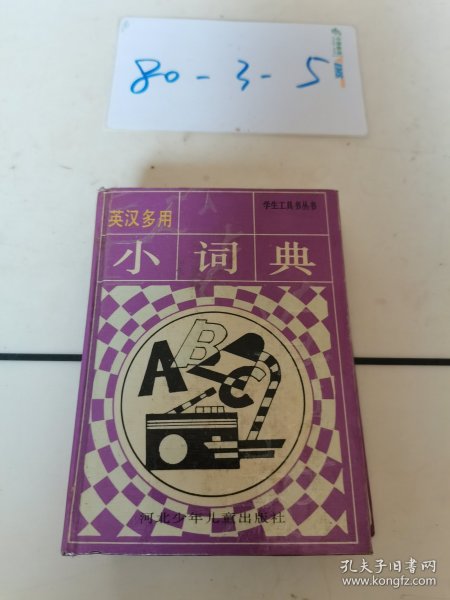 80-3-5
EMS
学生工具书丛书
英汉多用
小词典
ABC
河北少年儿童出版社
孔夫子旧书网
www.kongfz.com